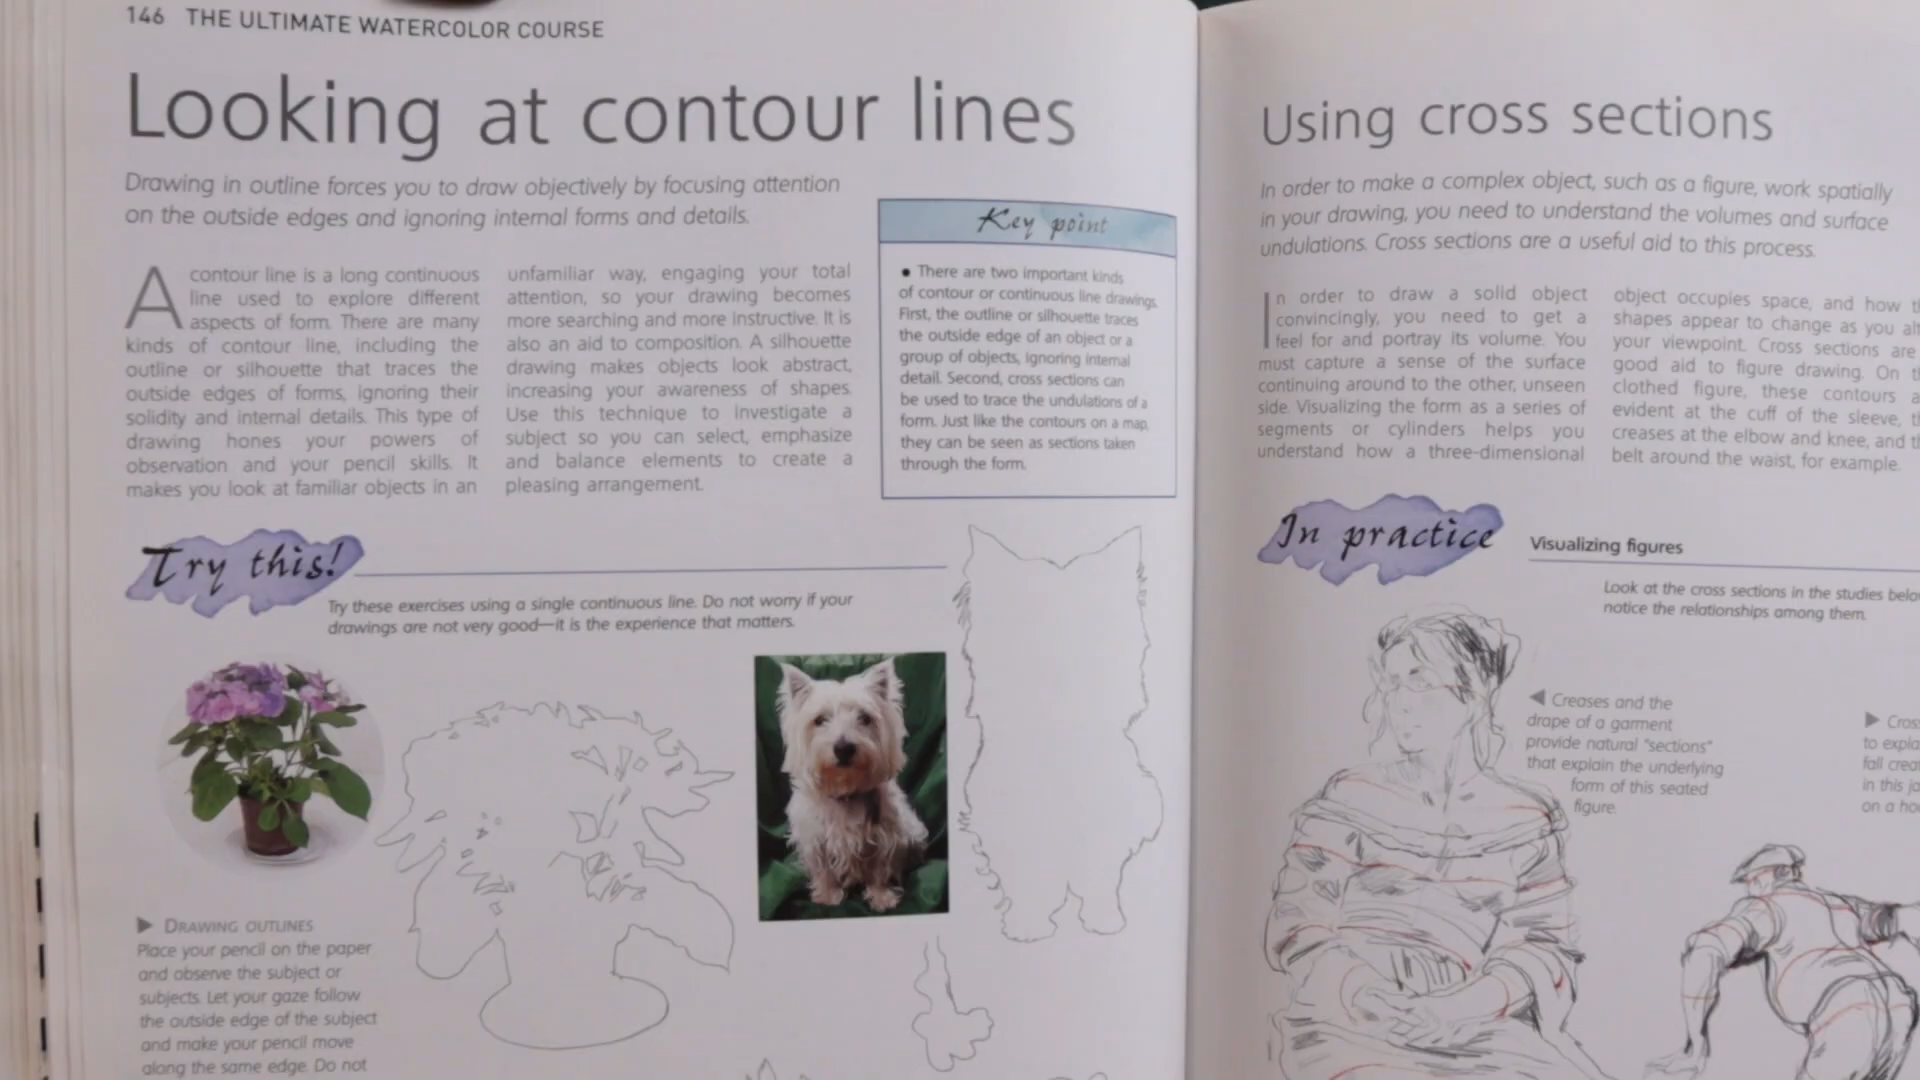 146 THE ULTIMATE WATERCOLOR COURSE
Looking at contour lines
Drawing in outline forces you to draw objectively by focusing attention
on the outside edges and ignoring internal forms and details.
A contour line is a long continuous
line used to explore different
aspects of form. There are many
kinds of contour line, including the
outline or silhouette that traces the
outside edges of forms, ignoring their
solidity and internal details. This type of
drawing hones your powers of
observation and your pencil skills. It
makes you look at familiar objects in an
unfamiliar way, engaging your total
attention, so your drawing becomes
more searching and more instructive. It is
also an aid to composition. A silhouette
drawing makes objects look abstract,
increasing your awareness of shapes.
Use this technique to investigate a
subject so you can select, emphasize
and balance elements to create a
pleasing arrangement.
Key point
• There are two important kinds
of contour or continuous line drawings.
First, the outline or silhouette traces
the outside edge of an object or a
group of objects, ignoring internal
detail. Second, cross sections can
be used to trace the undulations of a
form. Just like the contours on a map,
they can be seen as sections taken
through the form.
Try this!
Try these exercises using a single continuous line. Do not worry if your
drawings are not very good—it is the experience that matters.
▶ DRAWING OUTLINES
Place your pencil on the paper
and observe the subject or
subjects. Let your gaze follow
the outside edge of the subject
and make your pencil move
along the same edge. Do not
Using cross sections
In order to make a complex object, such as a figure, work spatially
in your drawing, you need to understand the volumes and surface
undulations. Cross sections are a useful aid to this process.
In order to draw a solid object
convincingly, you need to get a
feel for and portray its volume. You
must capture a sense of the surface
continuing around to the other, unseen
side. Visualizing the form as a series of
segments or cylinders helps you
understand how a three-dimensional
object occupies space, and how
shapes appear to change as you
your viewpoint. Cross sections are
good aid to figure drawing. On
clothed figure, these contours
evident at the cuff of the sleeve,
creases at the elbow and knee, and
belt around the waist, for example.
In practice
Visualizing figures
Look at the cross sections in the studies
notice the relationships among them.
◀ Creases and the
drape of a garment
provide natural "sections"
that explain the underlying
form of this seated
figure.
▶
to
fall
in this
on a